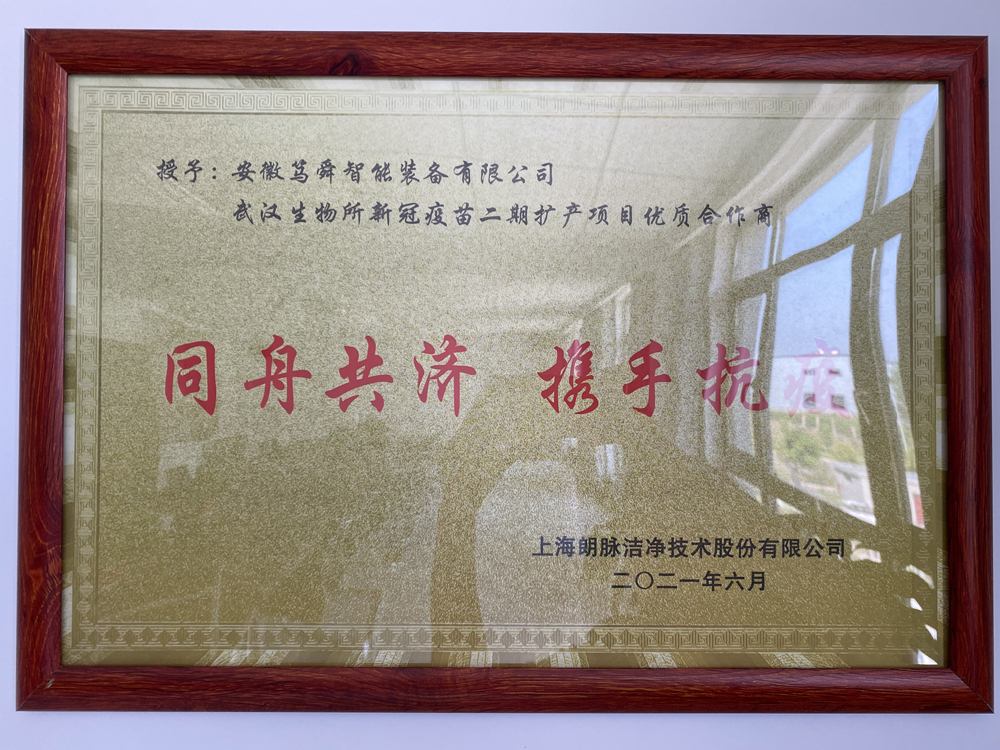 授予：安徽笃舜智能装备有限公司
武汉生物所新冠疫苗二期扩产项目优质合作商
同舟共济 携手抗疫
上海朗脉洁净技术股份有限公司
二〇二一年六月